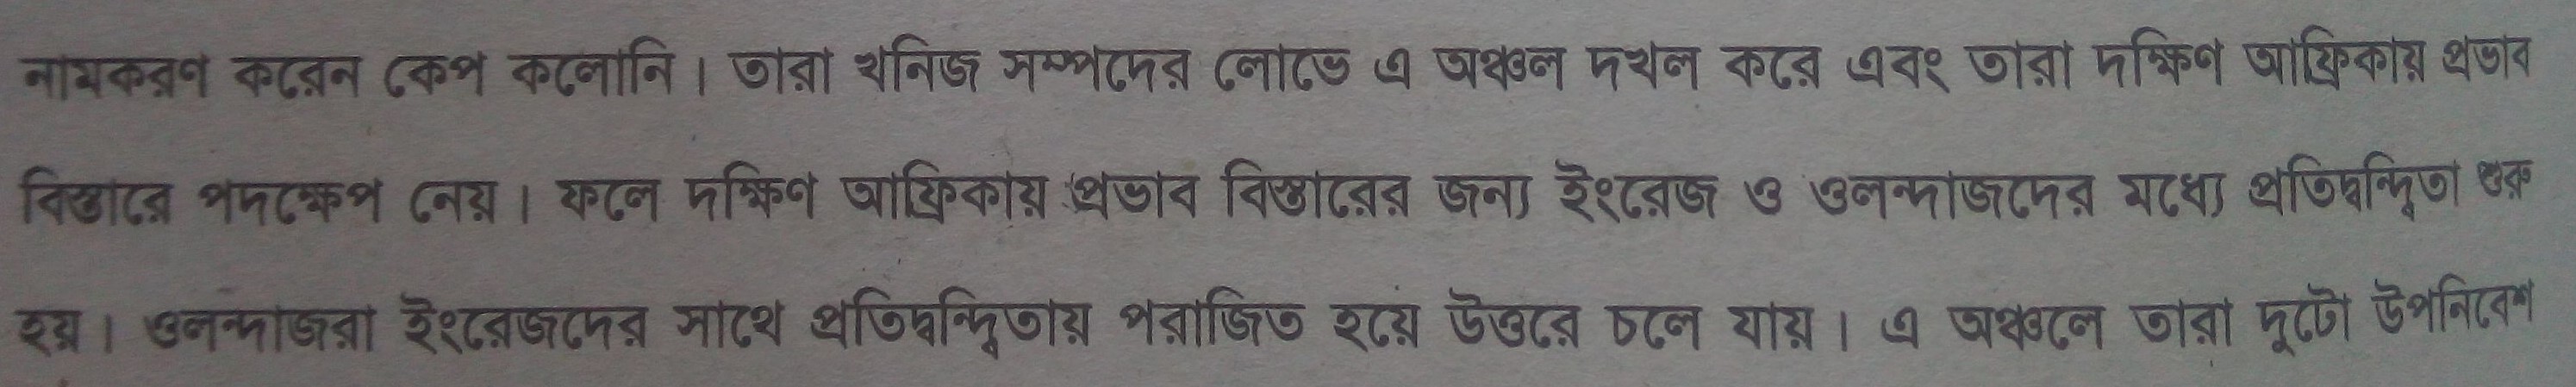 নামকরণ করেন কেপ কলোনি। তারা খনিজ সম্পদের লোভে এ অঞ্চল দখল করে এবং তারা দক্ষিণ আফ্রিকায় প্রভাব
বিস্তারে পদক্ষেপ নেয়। ফলে দক্ষিণ আফ্রিকায় প্রভাব বিস্তারের জন্য ইংরেজ ও ওলন্দাজদের মধ্যে প্রতিদ্বন্দ্বিতা শুরু
হয়। ওলন্দাজরা ইংরেজদের সাথে প্রতিদ্বন্দ্বিতায় পরাজিত হয়ে উত্তরে চলে যায়। এ অঞ্চলে তারা দুটো উপনিবেশ